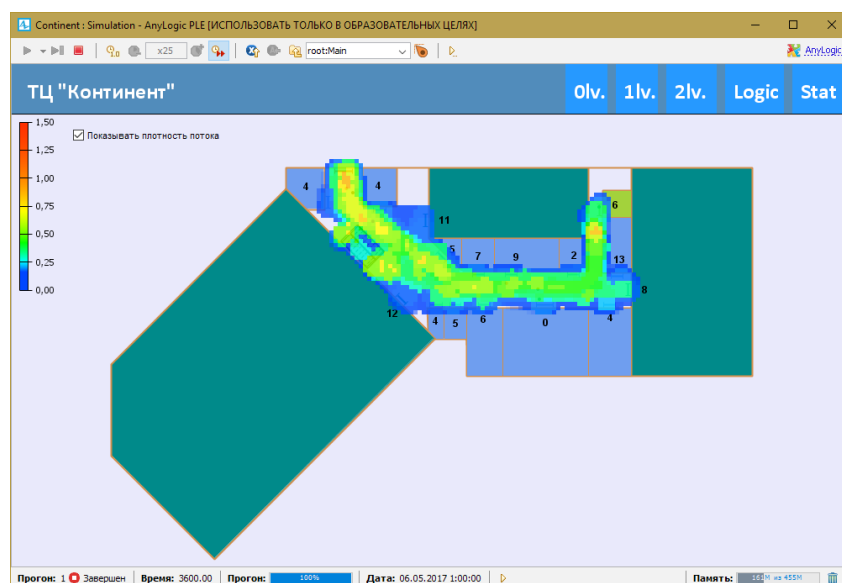 Continent : Simulation - AnyLogic PLE [ИСПОЛЬЗОВАТЬ ТОЛЬКО В ОБРАЗОВАТЕЛЬНЫХ ЦЕЛЯХ]
x25 root:Main AnyLogic
ТЦ "Континент" 0lv. 1lv. 2lv. Logic Stat
1,50
Показывать плотность потока
1,25
1,00
0,75
0,50
0,25
0,00
4 4
6
11
5 7 9 2 13
8
12
4 5 6 0 4
Прогон: 1 Завершен Время: 3600.00 Прогон: 100% Дата: 06.05.2017 1:00:00 Память: из 455M